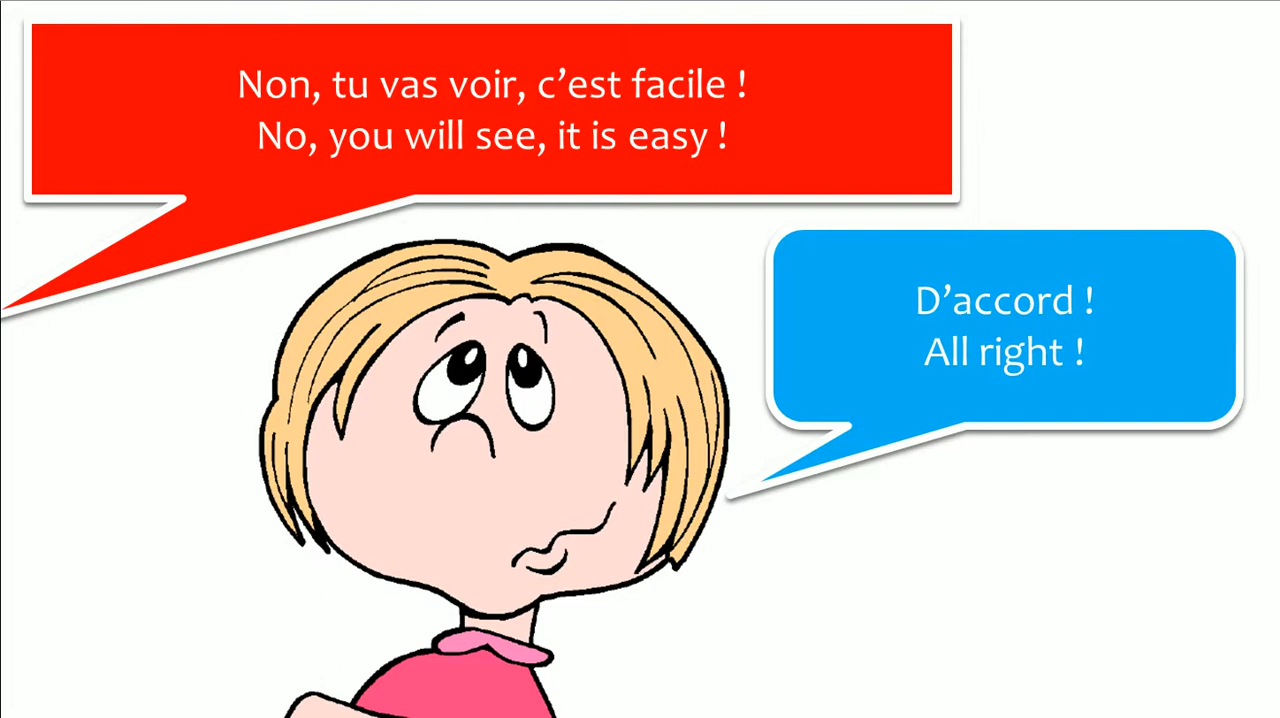 Non, tu vas voir, c’est facile !
No, you will see, it is easy !
D’accord !
All right !